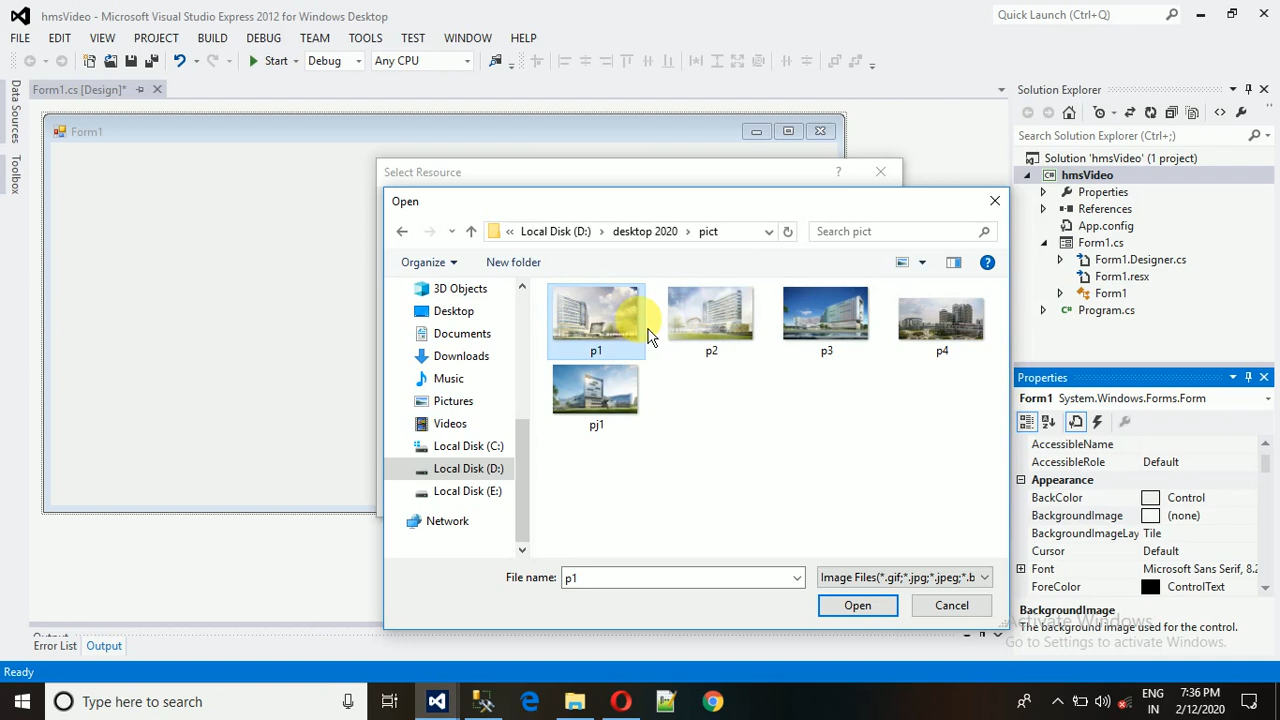 hmsVideo - Microsoft Visual Studio Express 2012 for Windows Desktop
Quick Launch (Ctrl+Q)
FILE EDIT VIEW PROJECT BUILD DEBUG TEAM TOOLS TEST WINDOW HELP
Start Debug Any CPU
Data Sources
Toolbox
Form1.cs [Design]*
Form1
Select Resource
?
Open
« Local Disk (D:) › desktop 2020 › pict
Search pict
Organize
New folder
3D Objects
Desktop
Documents
Downloads
Music
Pictures
Videos
Local Disk (C:)
Local Disk (D:)
Local Disk (E:)
Network
p1
p2
p3
p4
pj1
File name:
p1
Image Files(*.gif;*.jpg;*.jpeg;*.b
Open
Cancel
Solution Explorer
Search Solution Explorer (Ctrl+;)
Solution 'hmsVideo' (1 project)
hmsVideo
Properties
References
App.config
Form1.cs
Form1.Designer.cs
Form1.resx
Form1
Program.cs
Properties
Form1 System.Windows.Forms.Form
AccessibleName
AccessibleRole Default
Appearance
BackColor Control
BackgroundImage (none)
BackgroundImageLay Tile
Cursor Default
Font Microsoft Sans Serif, 8.2
ForeColor ControlText
BackgroundImage
The background image used for the control.
Activate Windows
Go to Settings to activate Windows.
Output
Error List
Output
Ready
Type here to search
ENG
IN
7:36 PM
2/12/2020